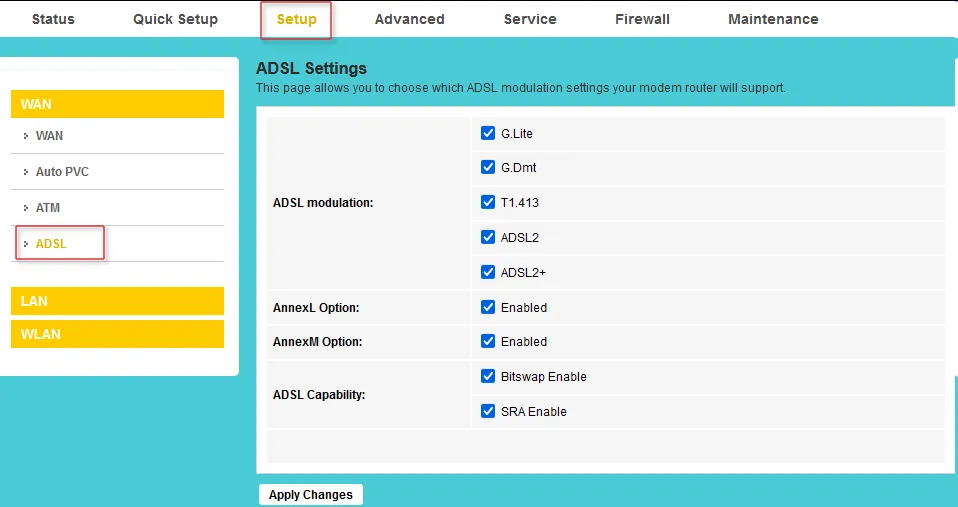 Status Quick Setup Setup Advanced Service Firewall Maintenance
WAN
WAN
Auto PVC
ATM
ADSL
LAN
WLAN
ADSL Settings
This page allows you to choose which ADSL modulation settings your modem router will support.
ADSL modulation:
G.Lite
G.Dmt
T1.413
ADSL2
ADSL2+
AnnexL Option: Enabled
AnnexM Option: Enabled
ADSL Capability:
Bitswap Enable
SRA Enable
Apply Changes